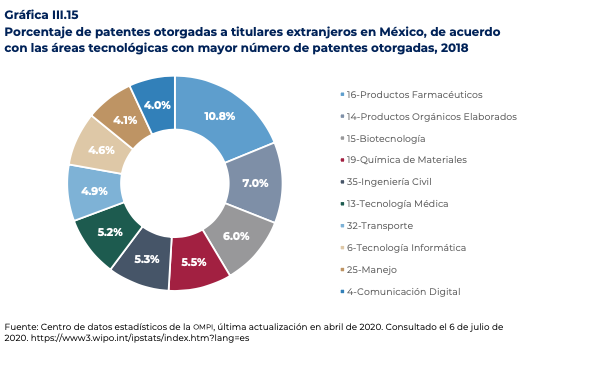 Gráfica III.15
Porcentaje de patentes otorgadas a titulares extranjeros en México, de acuerdo
con las áreas tecnológicas con mayor número de patentes otorgadas, 2018
10.8%
7.0%
6.0%
5.5%
5.3%
5.2%
4.9%
4.6%
4.1%
4.0%
16-Productos Farmacéuticos
14-Productos Orgánicos Elaborados
15-Biotecnología
19-Química de Materiales
35-Ingeniería Civil
13-Tecnología Médica
32-Transporte
6-Tecnología Informática
25-Manejo
4-Comunicación Digital
Fuente: Centro de datos estadísticos de la OMPI, última actualización en abril de 2020. Consultado el 6 de julio de
2020. https://www3.wipo.int/ipstats/index.htm?lang=es